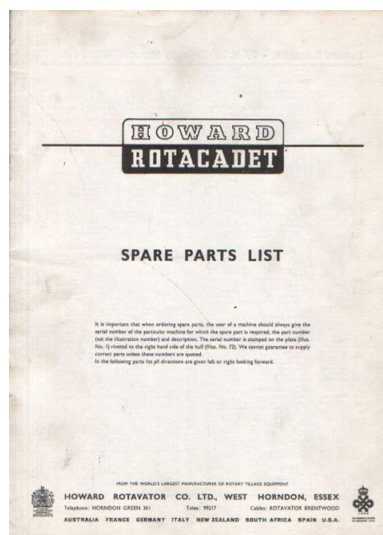 HOWARD
ROTACADET
SPARE PARTS LIST
It is important that when ordering spare parts, the user of a machine should always give the
serial number of the particular machine for which the spare part is required, the part number
(not the illustration number) and description. The serial number is stamped on the plate (Illus.
No. 1) riveted to the right hand side of the hull (Illus. No. 72). We cannot guarantee to supply
correct parts unless these numbers are quoted.
In the following parts list all directions are given left or right looking forward.
FROM THE WORLD'S LARGEST MANUFACTURER OF ROTARY TILLAGE EQUIPMENT
HOWARD ROTAVATOR CO. LTD., WEST HORNDON, ESSEX
Telephone: HORNDON GREEN 361 Telex: 99217 Cables: ROTAVATOR BRENTWOOD
AUSTRALIA FRANCE GERMANY ITALY NEW ZEALAND SOUTH AFRICA SPAIN U.S.A.